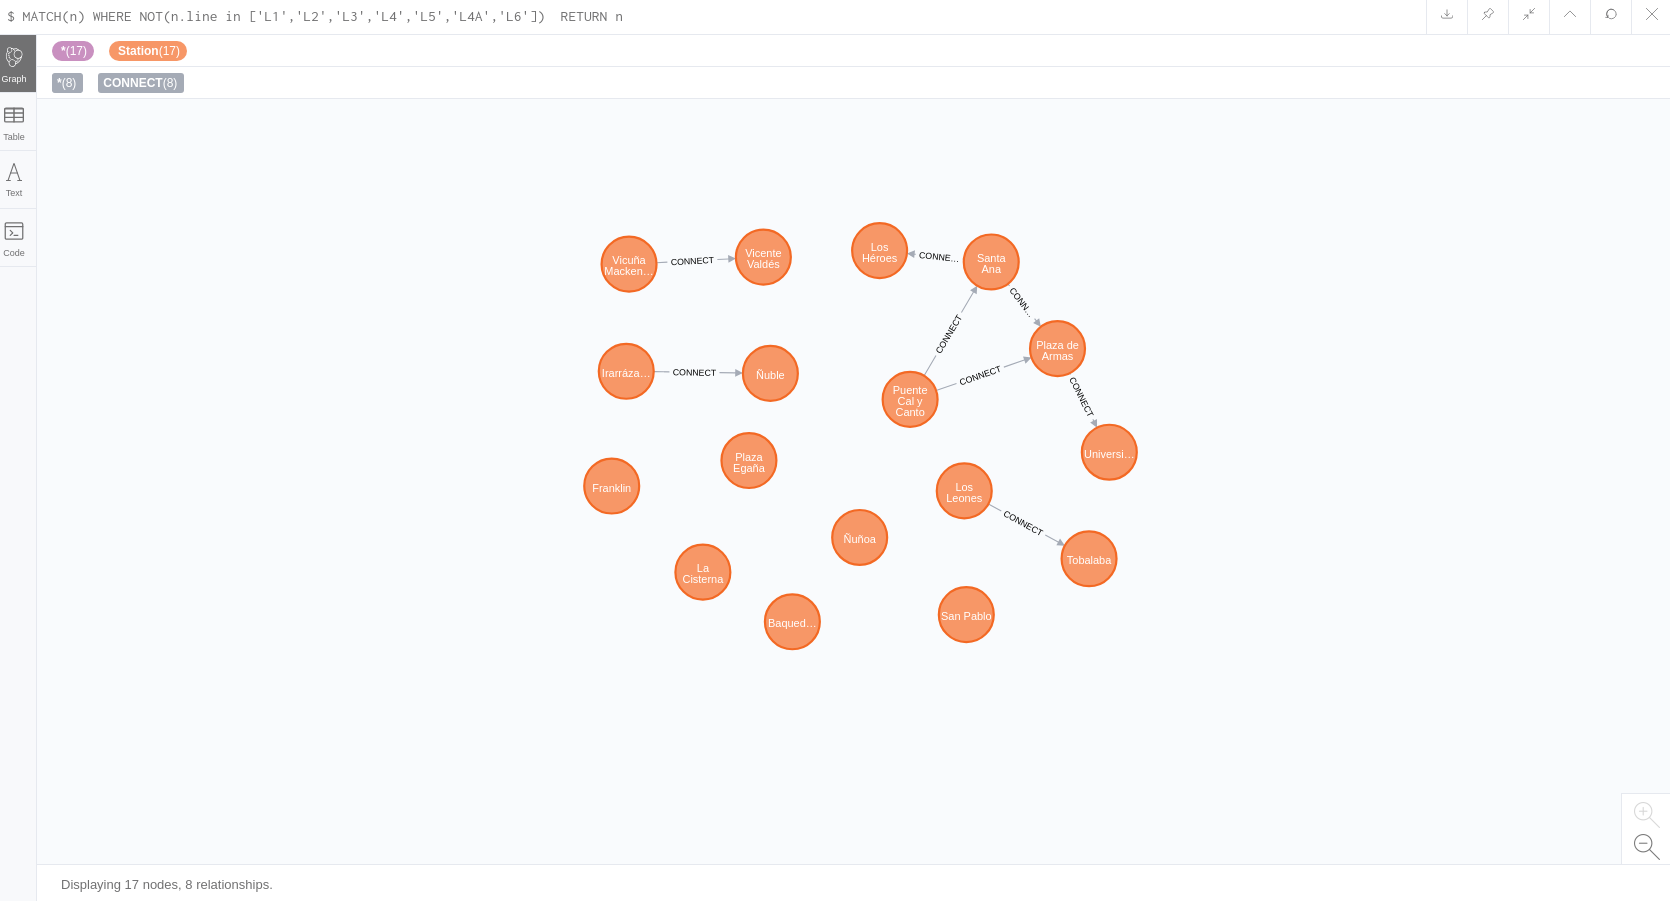 $ MATCH(n) WHERE NOT(n.line in ['L1','L2','L3','L4','L5','L4A','L6']) RETURN n
*(17) Station(17)
*(8) CONNECT(8)
Graph
Table
Text
Code
Vicuña
Macken…
CONNECT
Vicente
Valdés
Los
Héroes
CONNE…
Santa
Ana
CONN…
CONNECT
Plaza de
Armas
CONNECT
Puente
Cal y
Canto
CONNECT
Universi…
Irarráza…
CONNECT
Ñuble
Plaza
Egaña
Franklin
Los
Leones
CONNECT
Tobalaba
Ñuñoa
La
Cisterna
Baqued…
San Pablo
Displaying 17 nodes, 8 relationships.